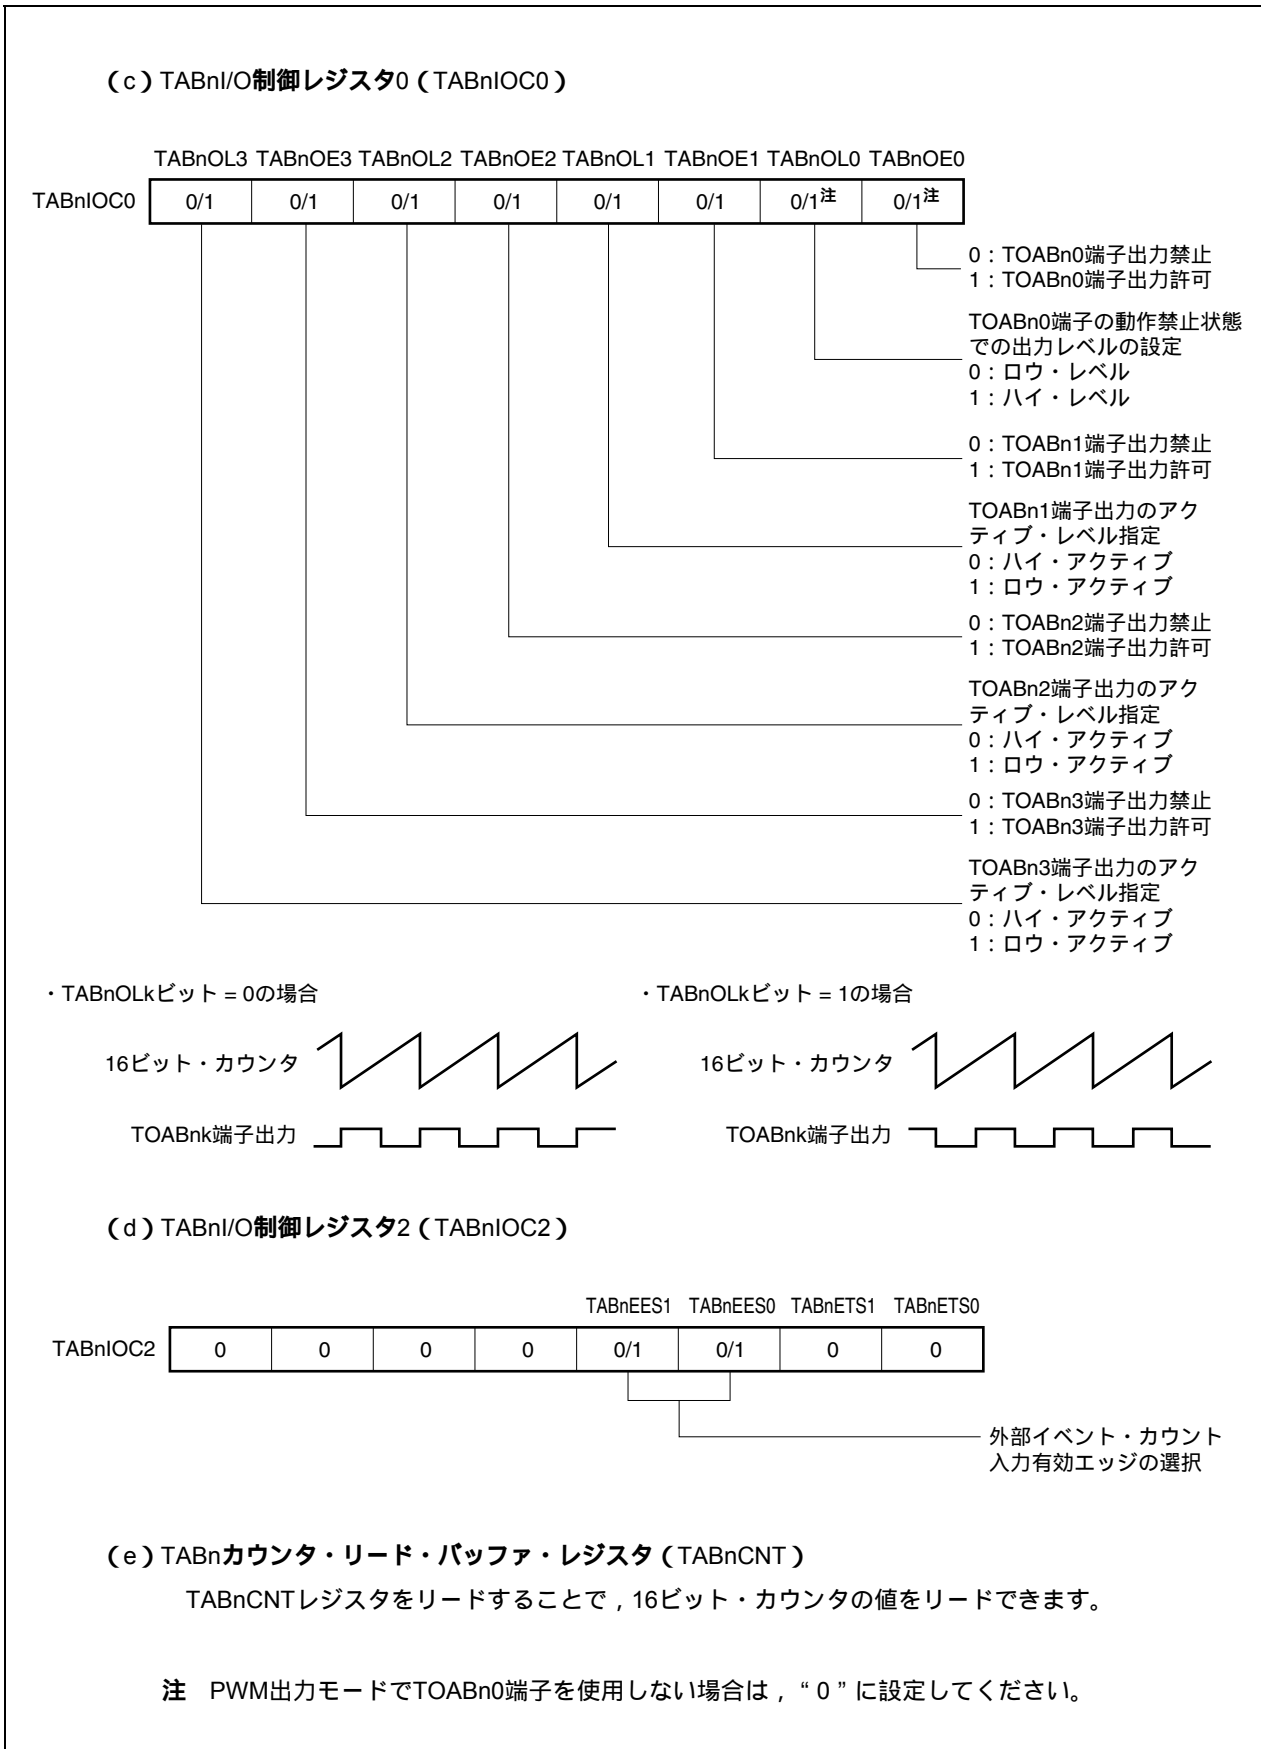 （c）TABnI/O制御レジスタ0（TABnIOC0）
TABnOL3 TABnOE3 TABnOL2 TABnOE2 TABnOL1 TABnOE1 TABnOL0 TABnOE0
TABnIOC0 0/1 0/1 0/1 0/1 0/1 0/1 0/1注 0/1注
0：TOABn0端子出力禁止
1：TOABn0端子出力許可
TOABn0端子の動作禁止状態
での出力レベルの設定
0：ロウ・レベル
1：ハイ・レベル
0：TOABn1端子出力禁止
1：TOABn1端子出力許可
TOABn1端子出力のアク
ティブ・レベル指定
0：ハイ・アクティブ
1：ロウ・アクティブ
0：TOABn2端子出力禁止
1：TOABn2端子出力許可
TOABn2端子出力のアク
ティブ・レベル指定
0：ハイ・アクティブ
1：ロウ・アクティブ
0：TOABn3端子出力禁止
1：TOABn3端子出力許可
TOABn3端子出力のアク
ティブ・レベル指定
0：ハイ・アクティブ
1：ロウ・アクティブ
・TABnOLkビット = 0の場合
16ビット・カウンタ
TOABnk端子出力
・TABnOLkビット = 1の場合
16ビット・カウンタ
TOABnk端子出力
（d）TABnI/O制御レジスタ2（TABnIOC2）
TABnEES1 TABnEES0 TABnETS1 TABnETS0
TABnIOC2 0 0 0 0 0/1 0/1 0 0
外部イベント・カウント
入力有効エッジの選択
（e）TABnカウンタ・リード・バッファ・レジスタ（TABnCNT）
TABnCNTレジスタをリードすることで，16ビット・カウンタの値をリードできます。
注 PWM出力モードでTOABn0端子を使用しない場合は，“0”に設定してください。